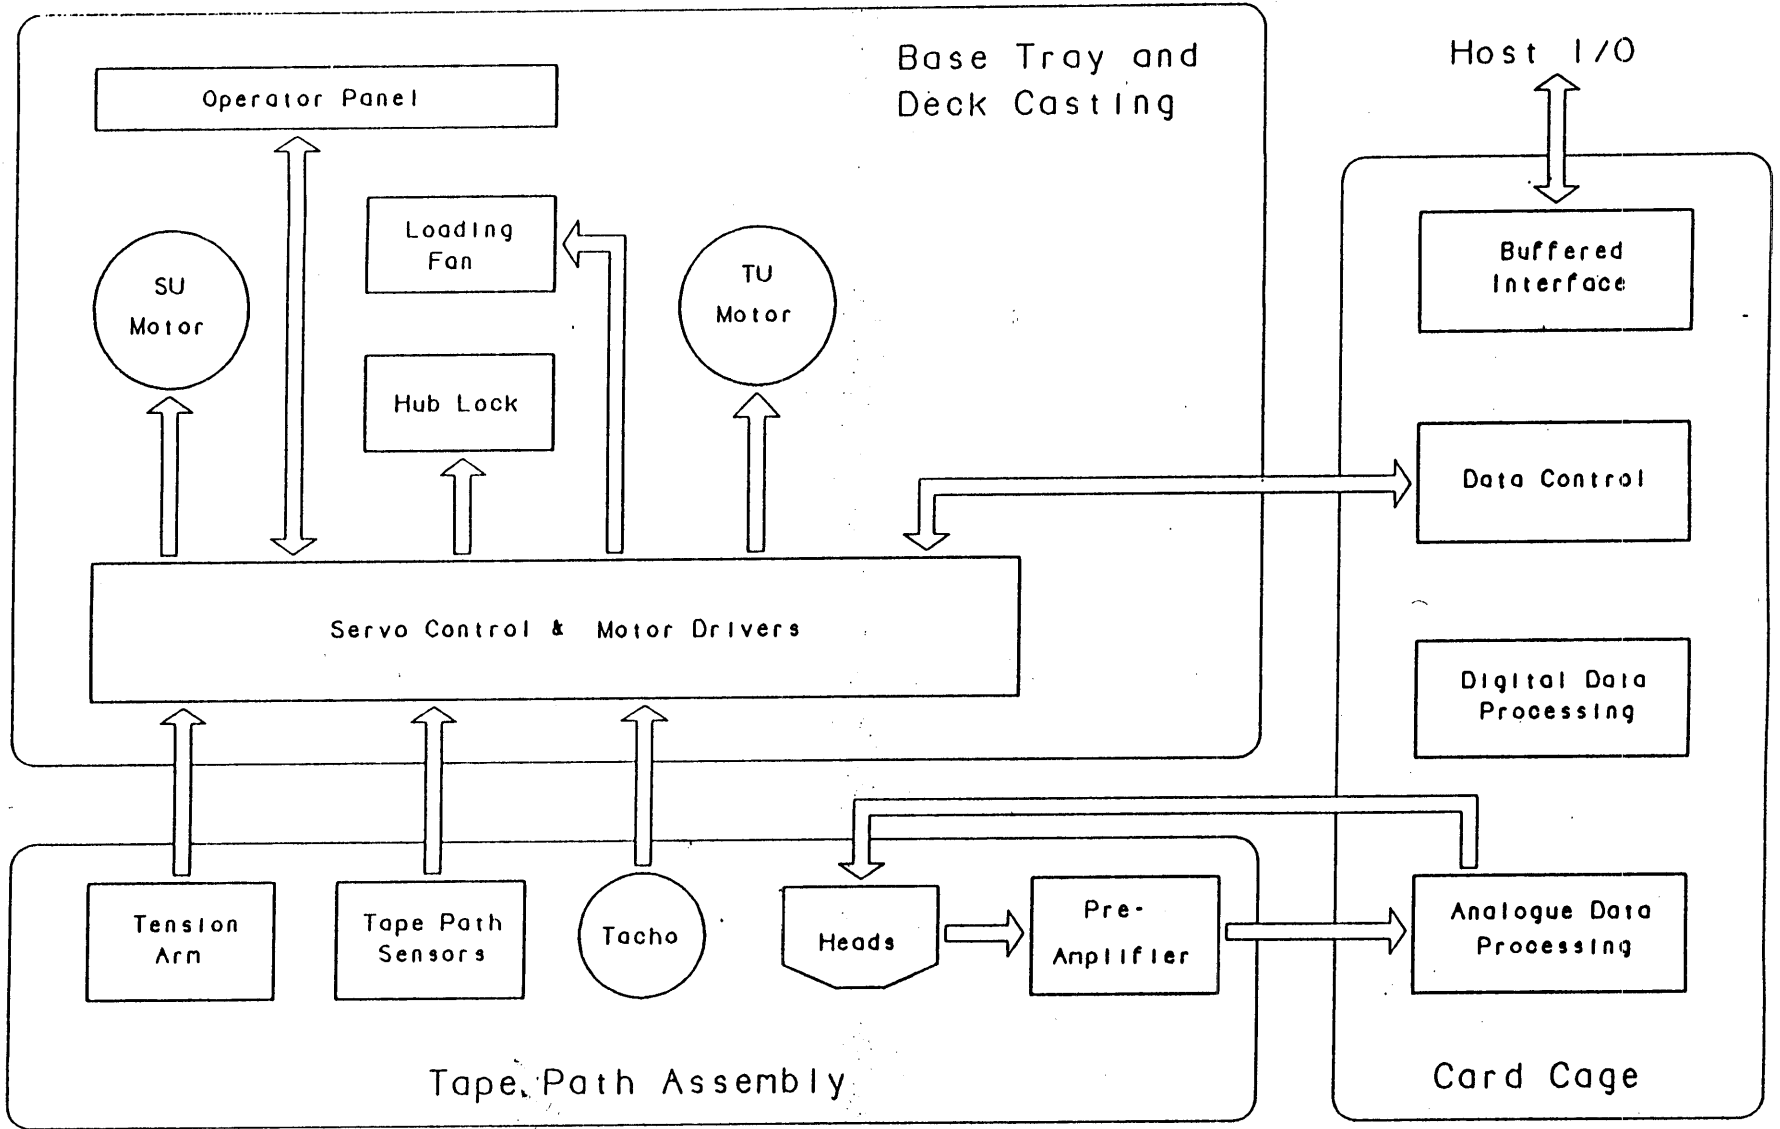 Base Tray and
Deck Casting
Host I/O
Operator Panel
Loading
Fan
SU
Motor
TU
Motor
Buffered
Interface
Hub Lock
Data Control
Servo Control & Motor Drivers
Digital Data
Processing
Tension
Arm
Tape Path
Sensors
Tacho
Heads
Pre-
Amplifier
Analogue Data
Processing
Tape Path Assembly
Card Cage